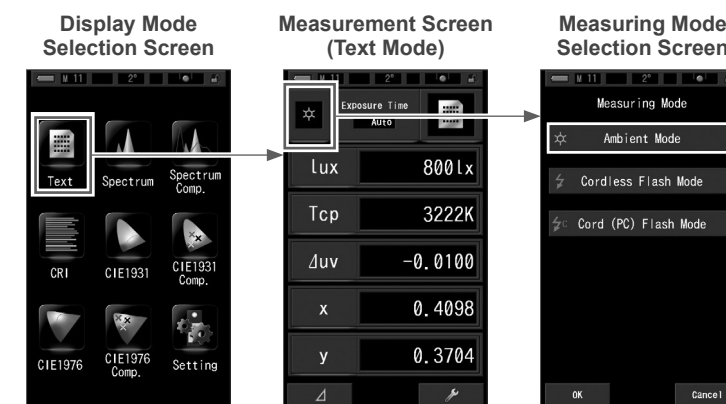 Display Mode
Selection Screen
M 11 2°
Text
Spectrum
Spectrum
Comp.
CRI
CIE1931
CIE1931
Comp.
CIE1976
CIE1976
Comp.
Setting
Measurement Screen
(Text Mode)
M 11 2°
Exposure Time
Auto
lux 800lx
Tcp 3222K
⊿uv -0.0100
x 0.4098
y 0.3704
⊿
Measuring Mode
Selection Screen
M 11 2°
Measuring Mode
Ambient Mode
Cordless Flash Mode
C Cord (PC) Flash Mode
OK Cancel